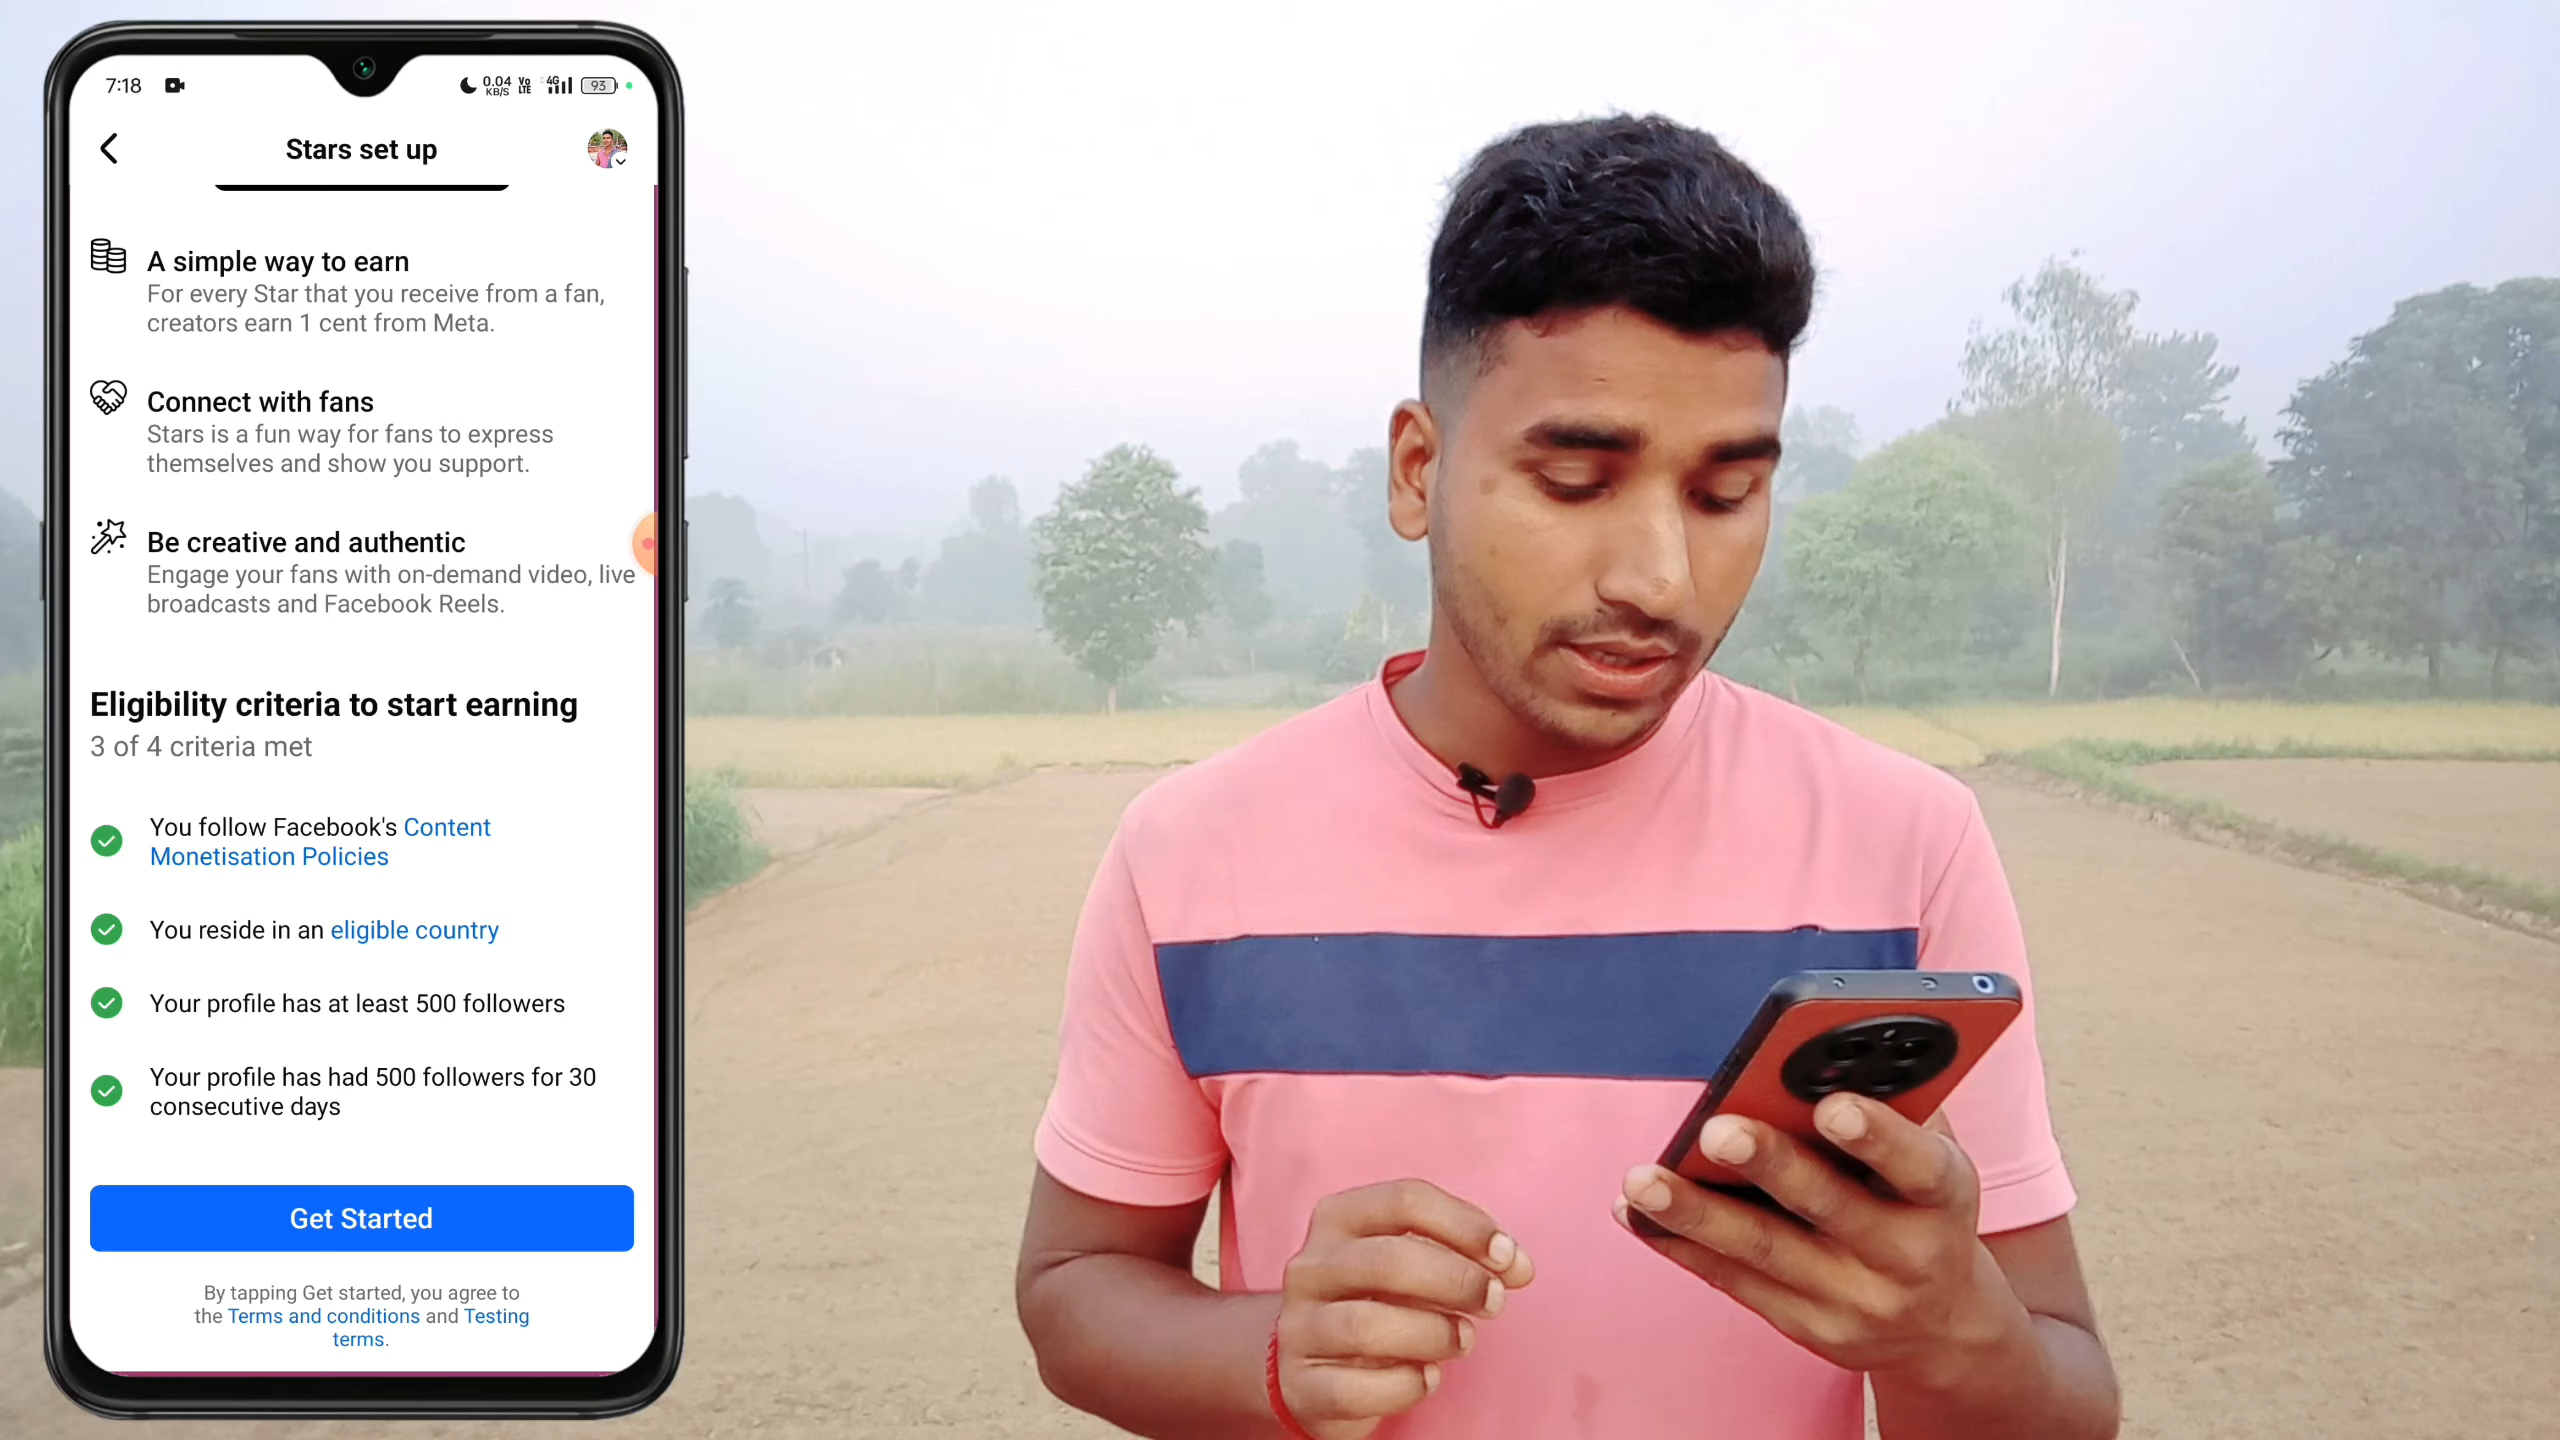 7:18
0.04 KB/S Vo LTE 4G 93
Stars set up
A simple way to earn
For every Star that you receive from a fan,
creators earn 1 cent from Meta.
Connect with fans
Stars is a fun way for fans to express
themselves and show you support.
Be creative and authentic
Engage your fans with on-demand video, live
broadcasts and Facebook Reels.
Eligibility criteria to start earning
3 of 4 criteria met
You follow Facebook's Content
Monetisation Policies
You reside in an eligible country
Your profile has at least 500 followers
Your profile has had 500 followers for 30
consecutive days
Get Started
By tapping Get started, you agree to
the Terms and conditions and Testing
terms.